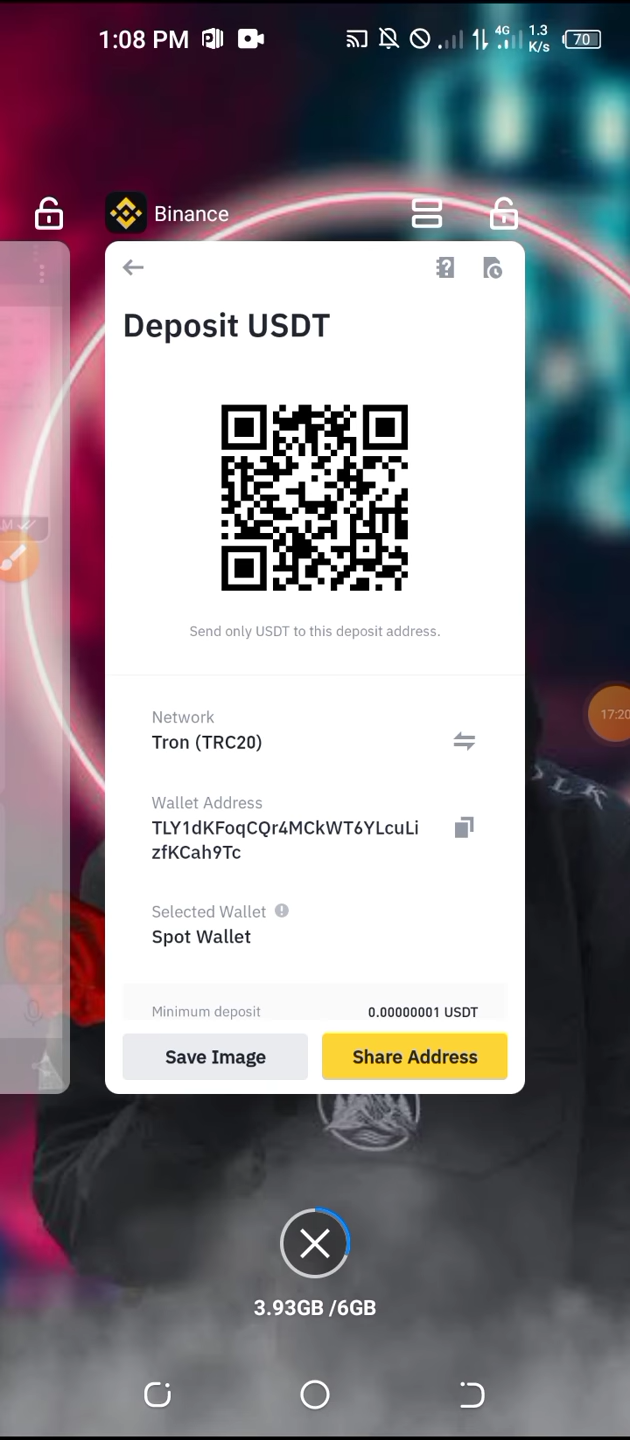 1:08 PM
4G
1.3
K/s
70
Binance
Deposit USDT
Send only USDT to this deposit address.
Network
Tron (TRC20)
17:20
Wallet Address
TLY1dKFoqCQr4MCkWT6YLcuLi
zfKCah9Tc
Selected Wallet
Spot Wallet
Minimum deposit 0.00000001 USDT
Save Image Share Address
3.93GB /6GB